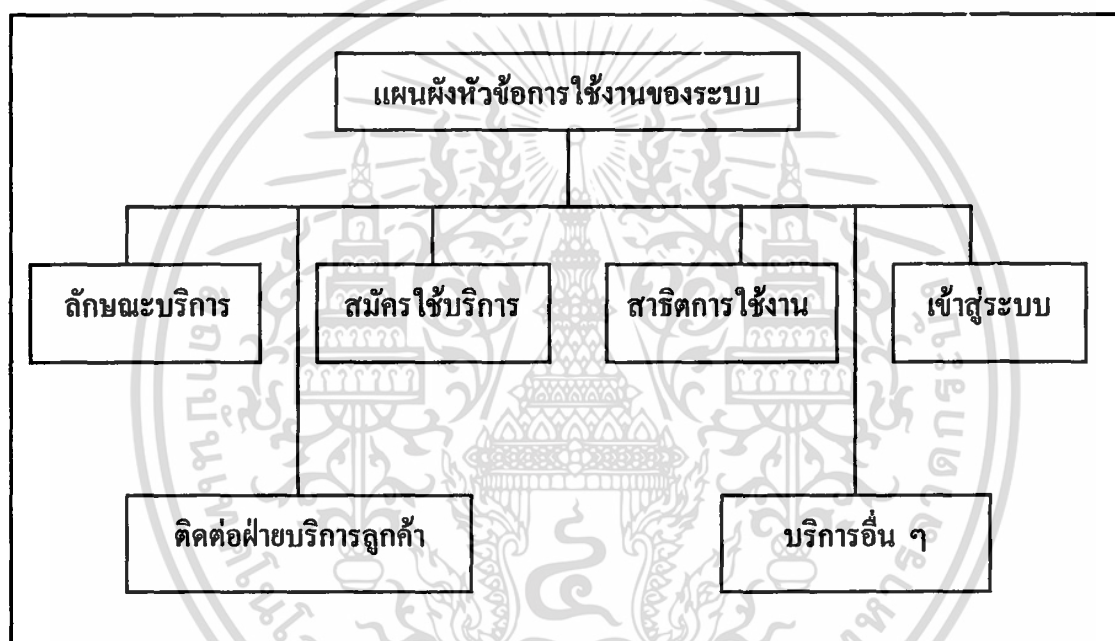 แผนผังหัวข้อการใช้งานของระบบ
ลักษณะบริการ
สมัครใช้บริการ
สาธิตการใช้งาน
เข้าสู่ระบบ
ติดต่อฝ่ายบริการลูกค้า
บริการอื่น ๆ